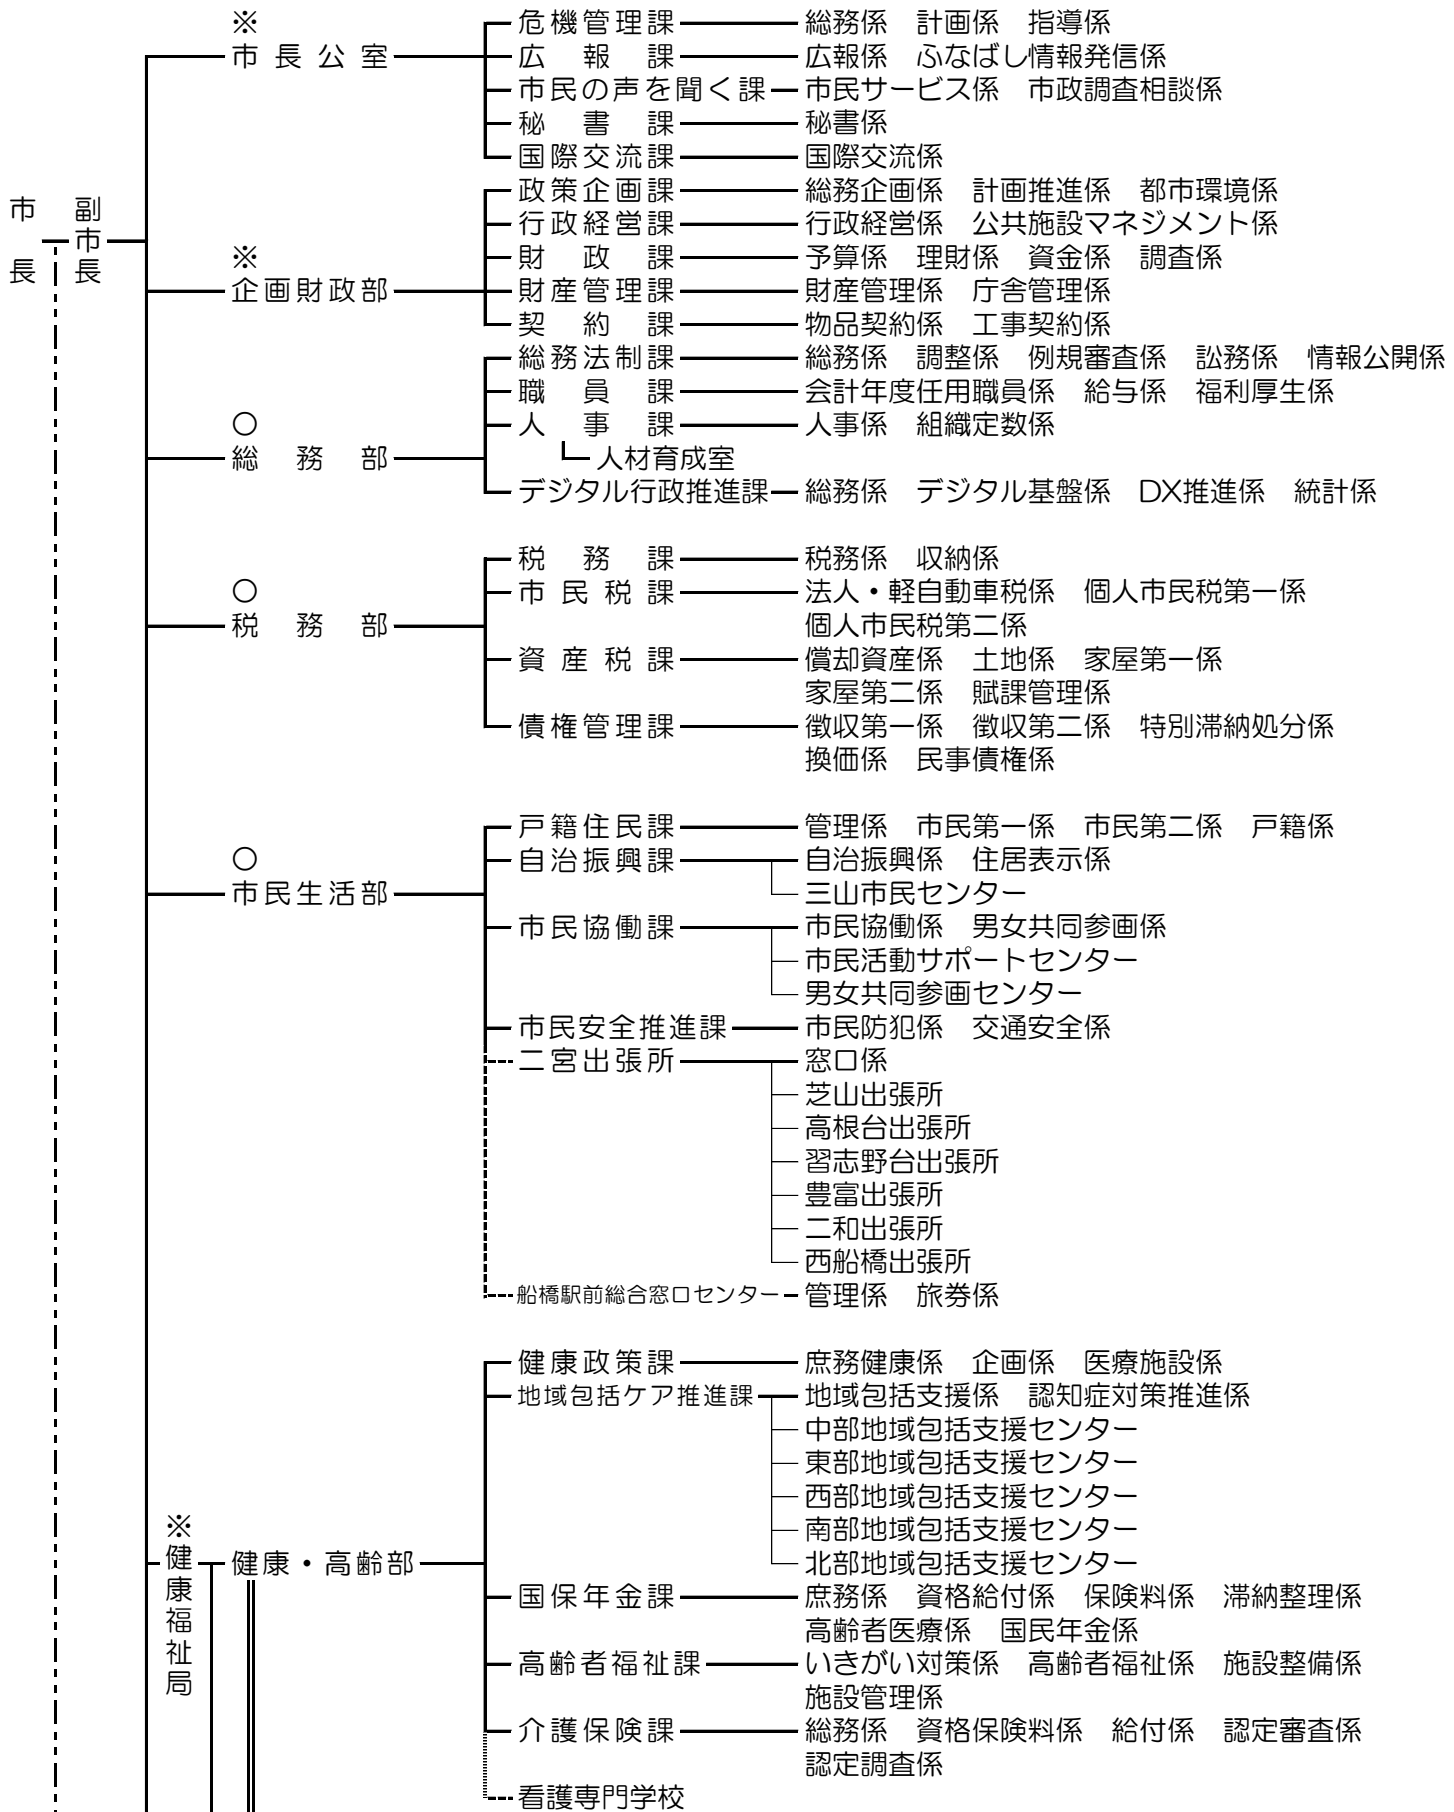 ※
市長公室
危機管理課 総務係 計画係 指導係
広報課 広報係 ふなばし情報発信係
市民の声を聞く課 市民サービス係 市政調査相談係
秘書課 秘書係
国際交流課 国際交流係
市長
副市長
※
企画財政部
政策企画課 総務企画係 計画推進係 都市環境係
行政経営課 行政経営係 公共施設マネジメント係
財政課 予算係 理財係 資金係 調査係
財産管理課 財産管理係 庁舎管理係
契約課 物品契約係 工事契約係
○
総務部
総務法制課 総務係 調整係 例規審査係 訟務係 情報公開係
職員課 会計年度任用職員係 給与係 福利厚生係
人事課 人事係 組織定数係
人材育成室
デジタル行政推進課 総務係 デジタル基盤係 DX推進係 統計係
○
税務部
税務課 税務係 収納係
市民税課 法人・軽自動車税係 個人市民税第一係
個人市民税第二係
資産税課 償却資産係 土地係 家屋第一係
家屋第二係 賦課管理係
債権管理課 徴収第一係 徴収第二係 特別滞納処分係
換価係 民事債権係
○
市民生活部
戸籍住民課 管理係 市民第一係 市民第二係 戸籍係
自治振興課 自治振興係 住居表示係
三山市民センター
市民協働課 市民協働係 男女共同参画係
市民活動サポートセンター
男女共同参画センター
市民安全推進課 市民防犯係 交通安全係
二宮出張所 窓口係
芝山出張所
高根台出張所
習志野台出張所
豊富出張所
二和出張所
西船橋出張所
船橋駅前総合窓口センター 管理係 旅券係
※
健康福祉局
健康・高齢部
健康政策課 庶務健康係 企画係 医療施設係
地域包括ケア推進課 地域包括支援係 認知症対策推進係
中部地域包括支援センター
東部地域包括支援センター
西部地域包括支援センター
南部地域包括支援センター
北部地域包括支援センター
国保年金課 庶務係 資格給付係 保険料係 滞納整理係
高齢者医療係 国民年金係
高齢者福祉課 いきがい対策係 高齢者福祉係 施設整備係
施設管理係
介護保険課 総務係 資格保険料係 給付係 認定審査係
認定調査係
看護専門学校